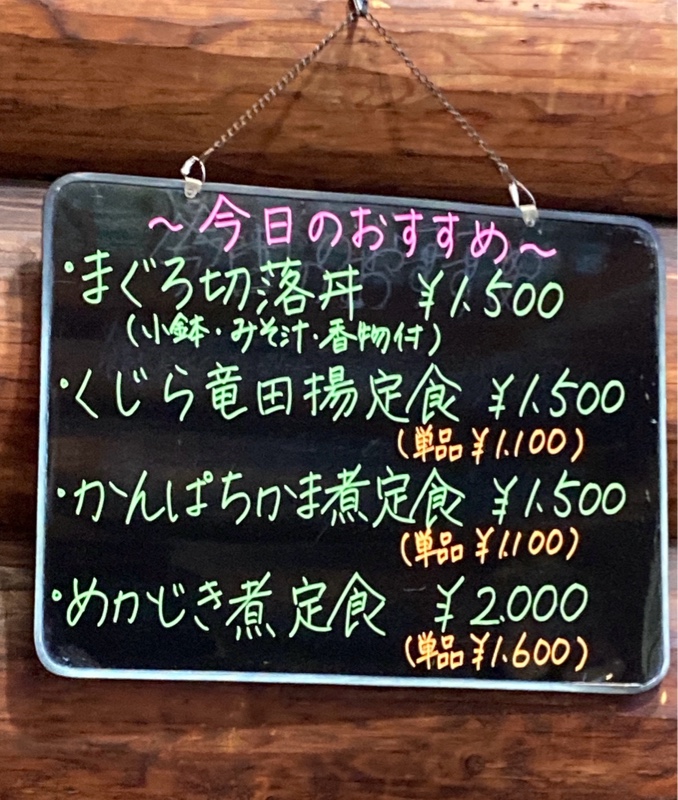 ～今日のおすすめ～
・まぐろ切落丼 ¥1.500
(小鉢・みそ汁・香物付)
・くじら竜田揚定食 ¥1.500
(単品¥1.100)
・かんぱちかま煮定食 ¥1.500
(単品 ¥1.100)
・めかじき煮定食 ¥2.000
(単品¥1.600)